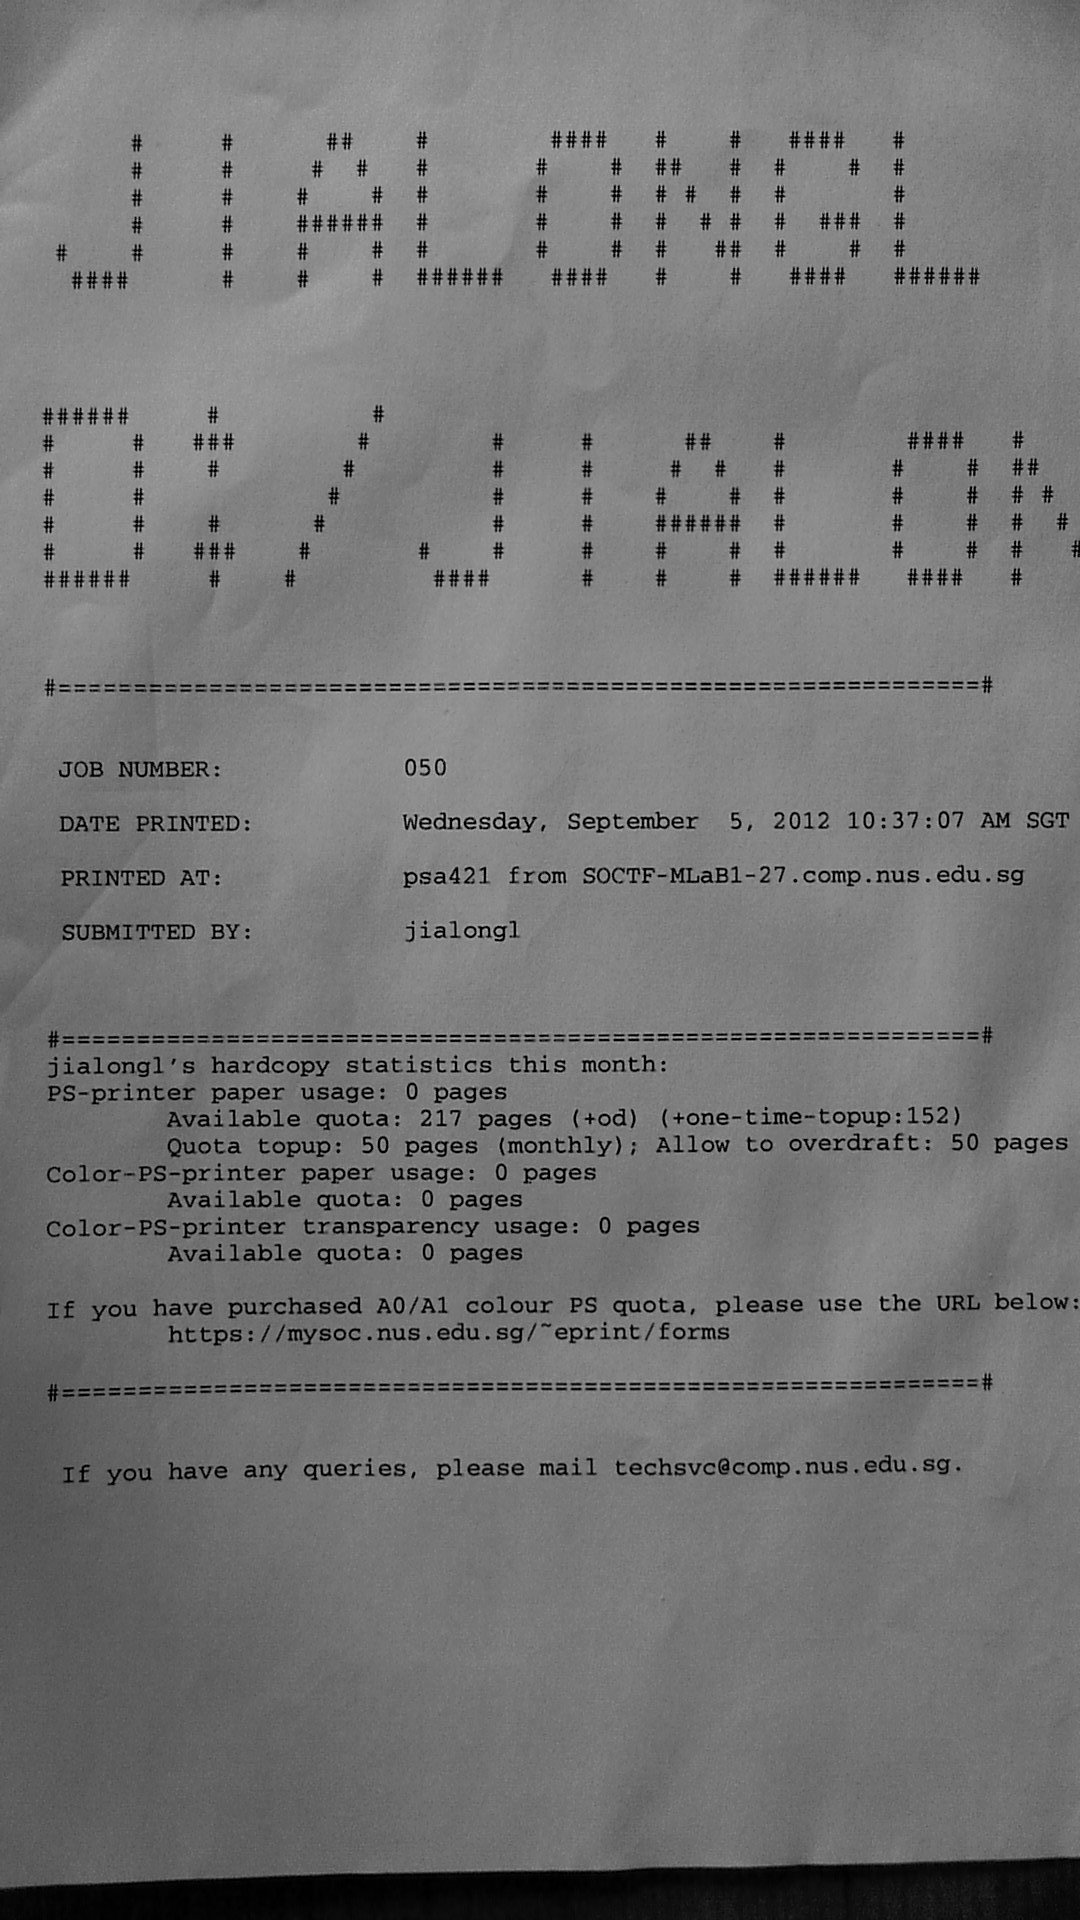 JIALONGL
D:/JIALON
#==============================================================#
JOB NUMBER: 050
DATE PRINTED: Wednesday, September  5, 2012 10:37:07 AM SGT
PRINTED AT: psa421 from SOCTF-MLaB1-27.comp.nus.edu.sg
SUBMITTED BY: jialongl
#==============================================================#
jialongl's hardcopy statistics this month:
PS-printer paper usage: 0 pages
Available quota: 217 pages (+od) (+one-time-topup:152)
Quota topup: 50 pages (monthly); Allow to overdraft: 50 pages
Color-PS-printer paper usage: 0 pages
Available quota: 0 pages
Color-PS-printer transparency usage: 0 pages
Available quota: 0 pages
If you have purchased A0/A1 colour PS quota, please use the URL below:
https://mysoc.nus.edu.sg/~eprint/forms
#==============================================================#
If you have any queries, please mail techsvc@comp.nus.edu.sg.